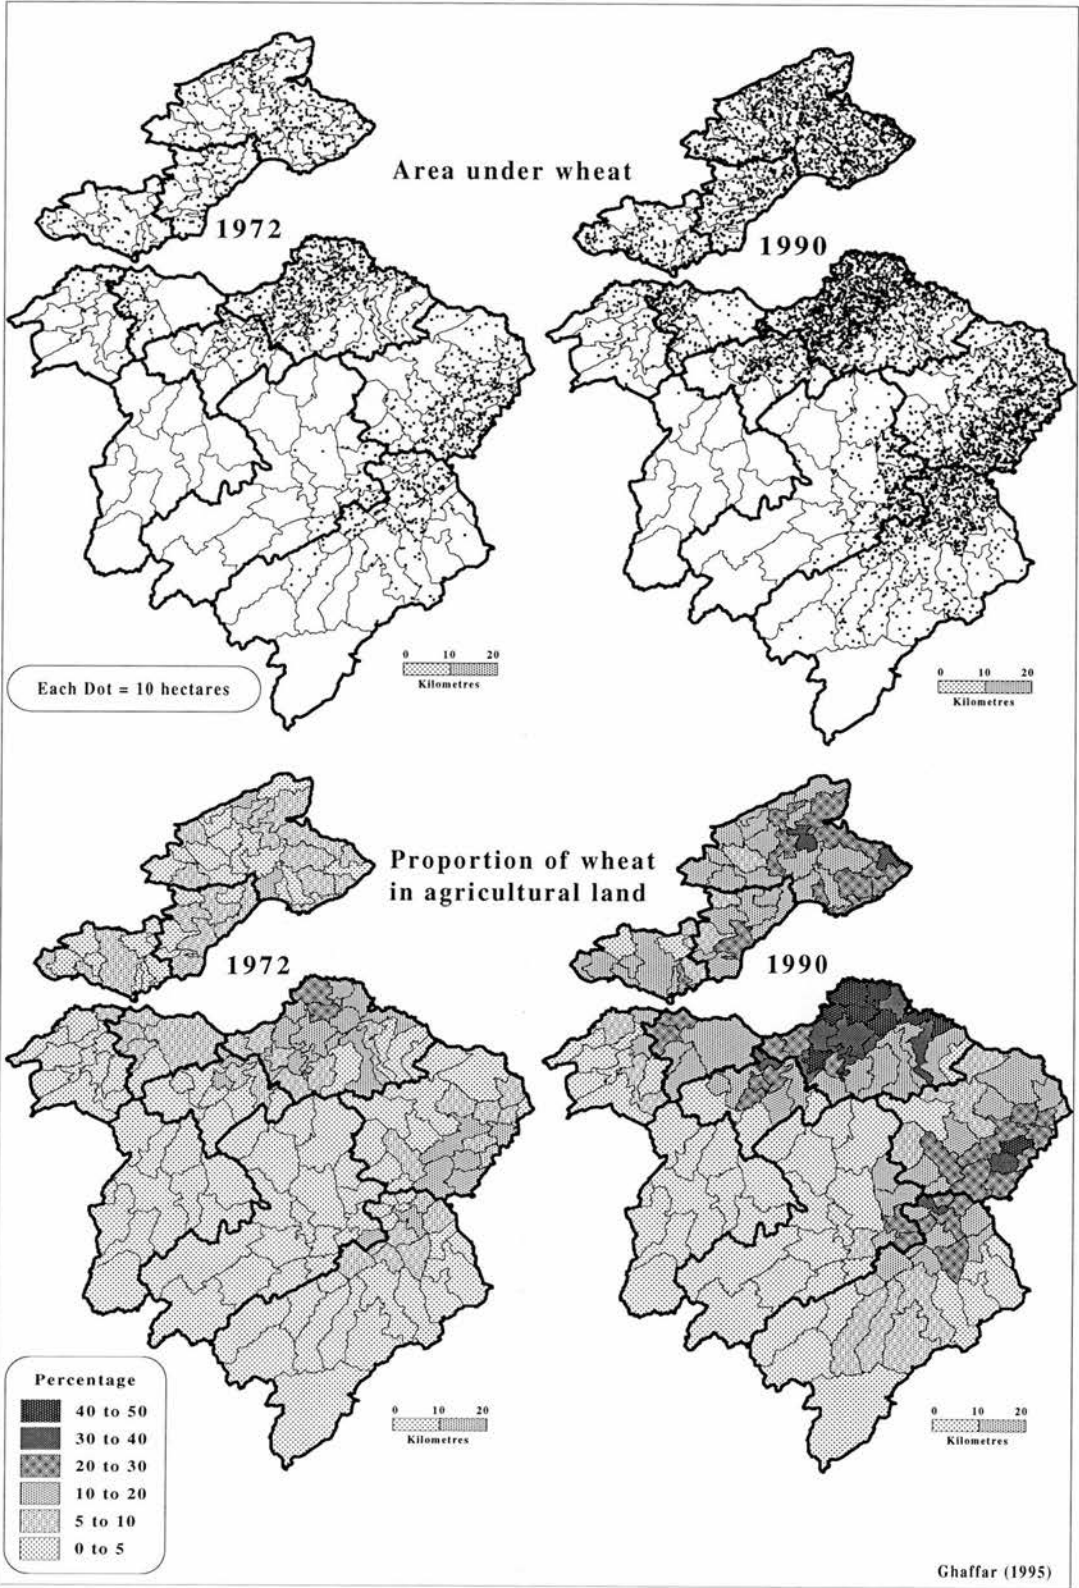 Area under wheat
1972
1990
0 10 20
Kilometres
0 10 20
Kilometres
Each Dot = 10 hectares
Proportion of wheat
in agricultural land
1972
1990
Percentage
40 to 50
30 to 40
20 to 30
10 to 20
5 to 10
0 to 5
0 10 20
Kilometres
0 10 20
Kilometres
Ghaffar (1995)